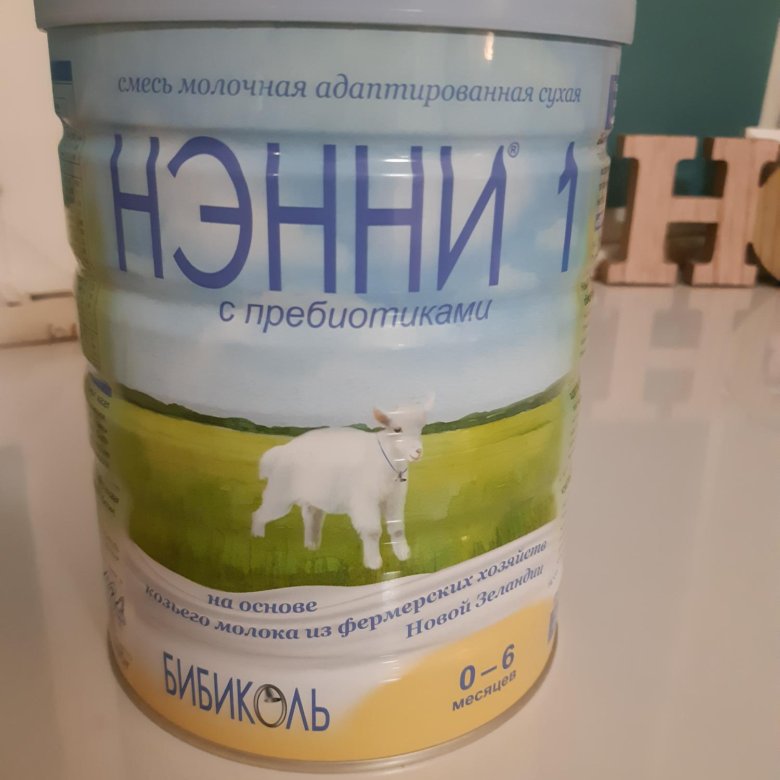 смесь молочная адаптированная сухая
НЭННИ® 1
с пребиотиками
на основе
козьего молока из фермерских хозяйств
Новой Зеландии
БИБИКОЛЬ
0–6
месяцев
Н